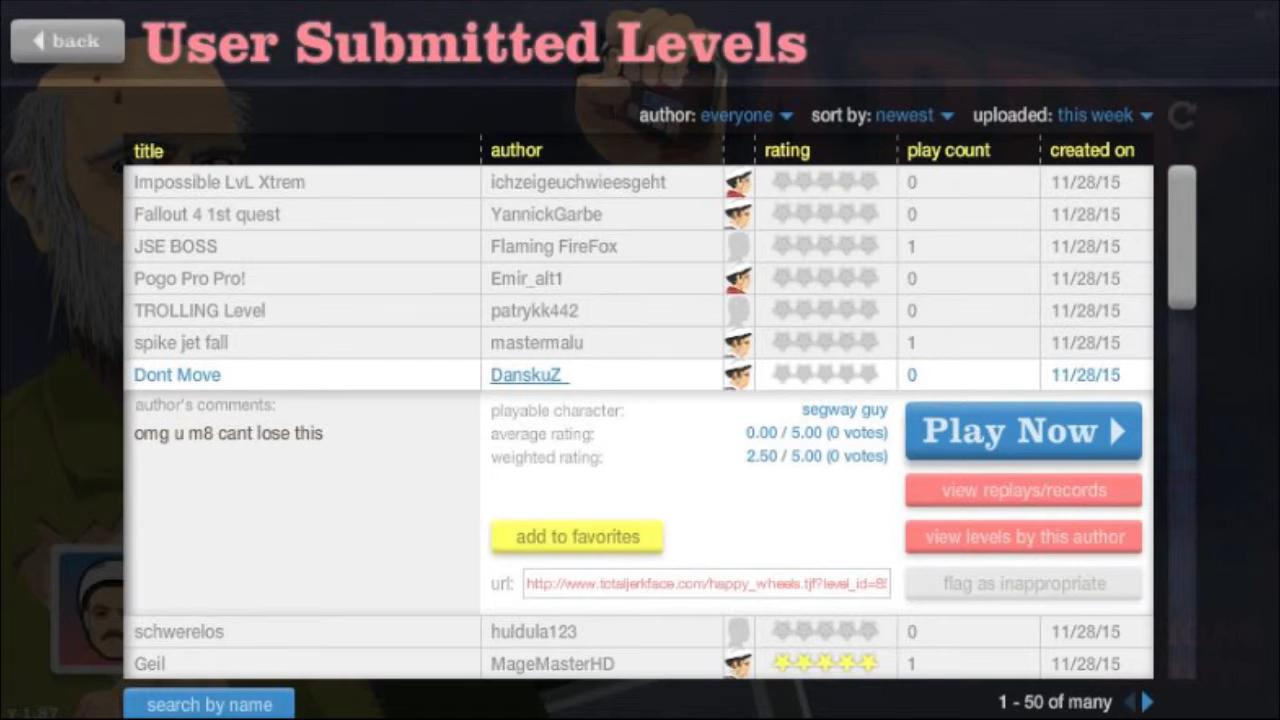 back
User Submitted Levels
author: everyone sort by: newest uploaded: this week
title author rating play count created on
Impossible LvL Xtrem ichzeigeuchwieesgeht 0 11/28/15
Fallout 4 1st quest YannickGarbe 0 11/28/15
JSE BOSS Flaming FireFox 1 11/28/15
Pogo Pro Pro! Emir_alt1 0 11/28/15
TROLLING Level patrykk442 0 11/28/15
spike jet fall mastermalu 1 11/28/15
Dont Move DanskuZ_ 0 11/28/15
author's comments:
omg u m8 cant lose this
playable character: segway guy
average rating: 0.00 / 5.00 (0 votes)
weighted rating: 2.50 / 5.00 (0 votes)
Play Now
view replays/records
add to favorites
view levels by this author
url: http://www.totaljerkface.com/happy_wheels.tjf?level_id=8
flag as inappropriate
schwerelos huldula123 0 11/28/15
Geil MageMasterHD 1 11/28/15
search by name
1 - 50 of many
v 1.87